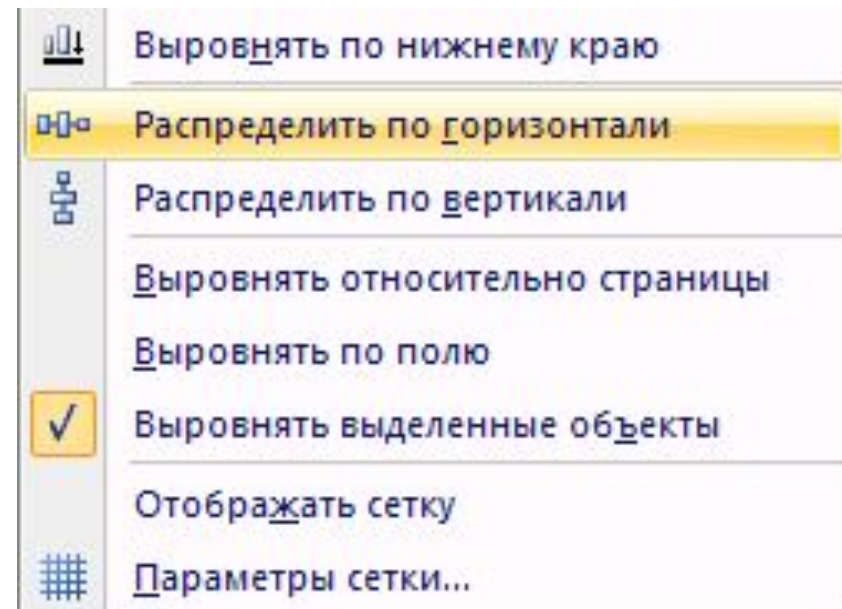 Выровнять по нижнему краю
Распределить по горизонтали
Распределить по вертикали
Выровнять относительно страницы
Выровнять по полю
Выровнять выделенные объекты
Отображать сетку
Параметры сетки...